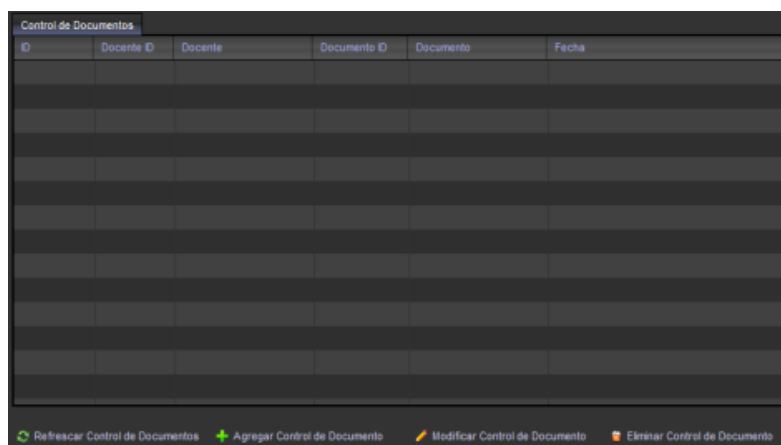 Control de Documentos
ID Docente ID Docente Documento ID Documento Fecha
Refrescar Control de Documentos Agregar Control de Documento Modificar Control de Documento Eliminar Control de Documento